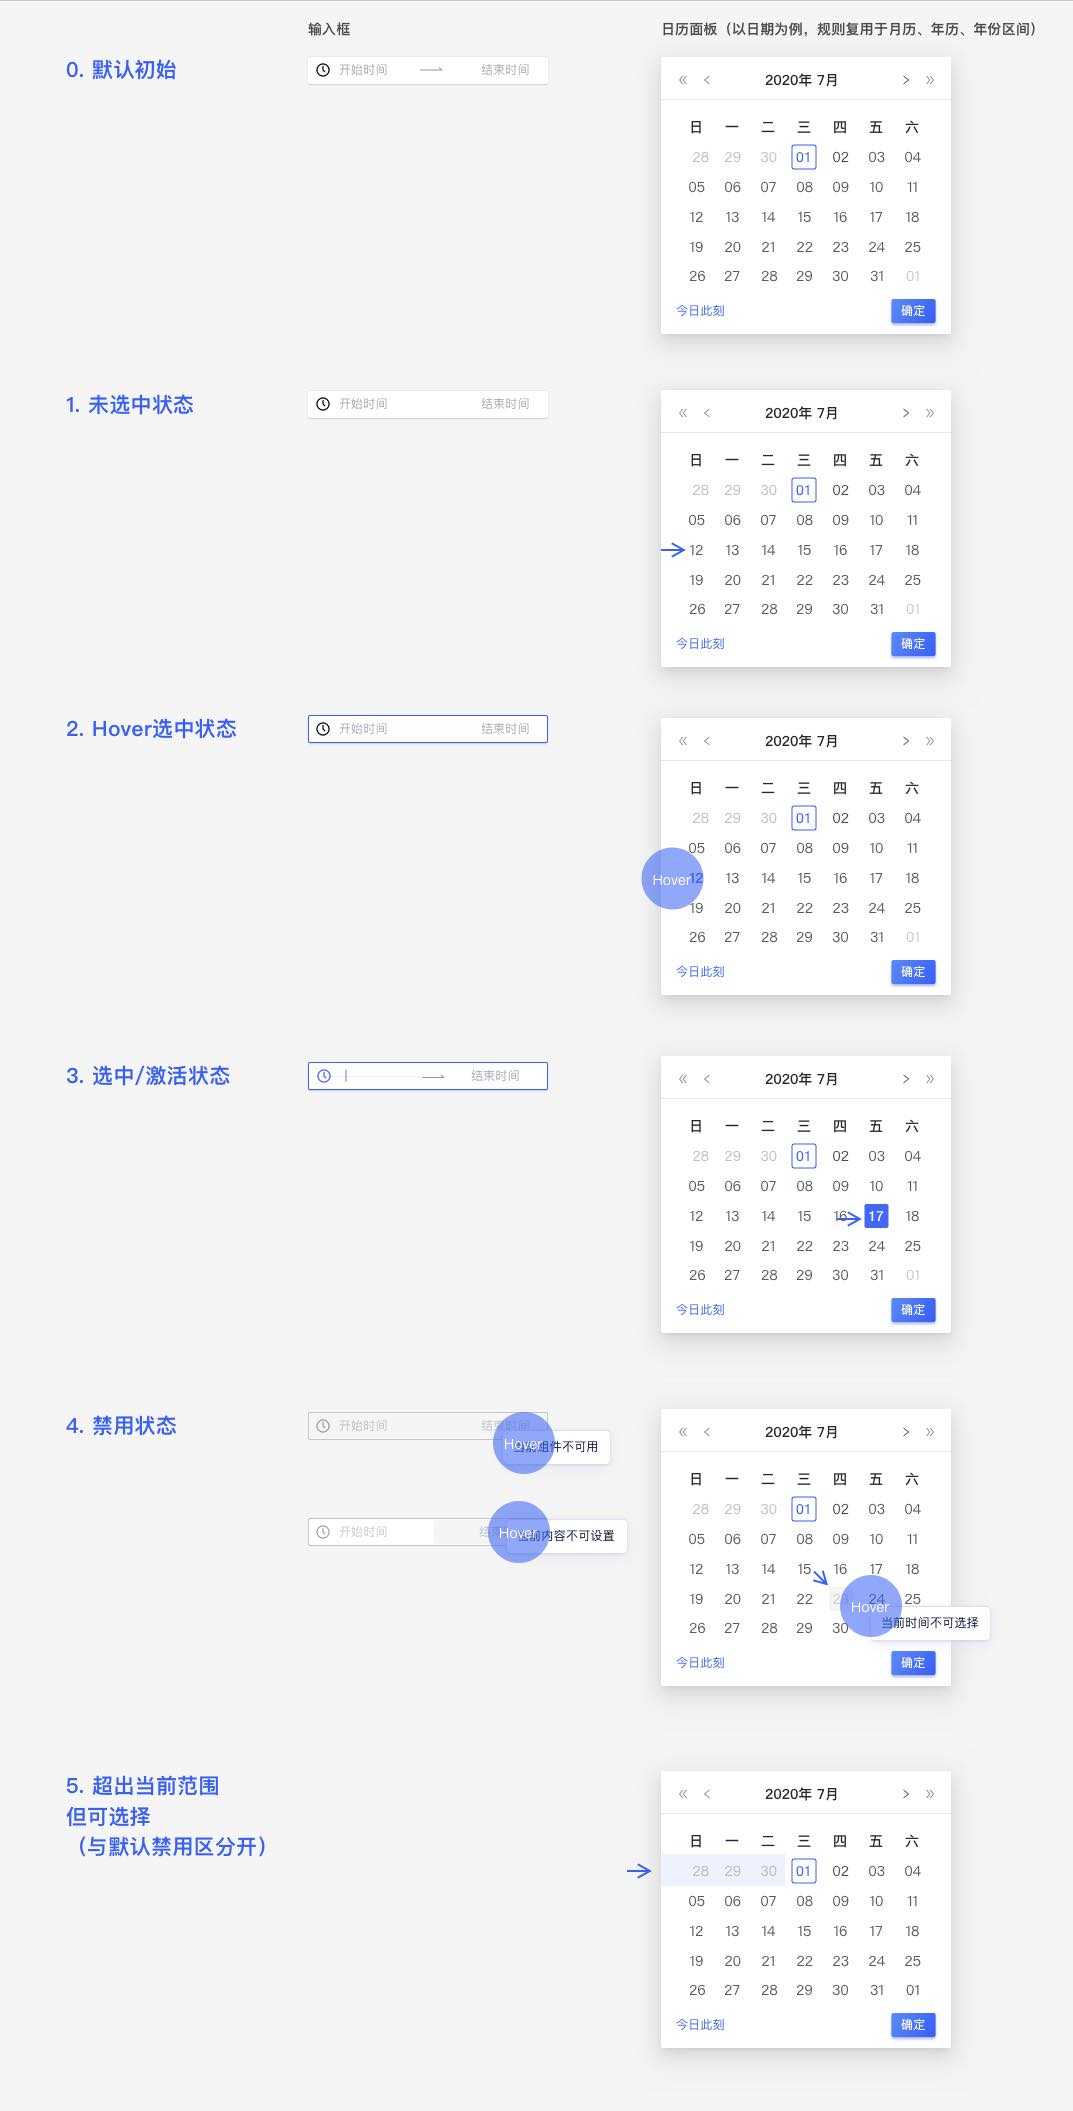 输入框
日历面板（以日期为例，规则复用于月历、年历、年份区间）
0. 默认初始
开始时间 结束时间
« < 2020年 7月 > »
日 一 二 三 四 五 六
28 29 30 01 02 03 04
05 06 07 08 09 10 11
12 13 14 15 16 17 18
19 20 21 22 23 24 25
26 27 28 29 30 31 01
今日此刻 确定
1. 未选中状态
开始时间 结束时间
« < 2020年 7月 > »
日 一 二 三 四 五 六
28 29 30 01 02 03 04
05 06 07 08 09 10 11
12 13 14 15 16 17 18
19 20 21 22 23 24 25
26 27 28 29 30 31 01
今日此刻 确定
2. Hover选中状态
开始时间 结束时间
« < 2020年 7月 > »
日 一 二 三 四 五 六
28 29 30 01 02 03 04
05 06 07 08 09 10 11
Hover 12 13 14 15 16 17 18
19 20 21 22 23 24 25
26 27 28 29 30 31 01
今日此刻 确定
3. 选中/激活状态
结束时间
« < 2020年 7月 > »
日 一 二 三 四 五 六
28 29 30 01 02 03 04
05 06 07 08 09 10 11
12 13 14 15 16 17 18
19 20 21 22 23 24 25
26 27 28 29 30 31 01
今日此刻 确定
4. 禁用状态
开始时间 结束时间
Hover
当前组件不可用
开始时间
Hover
当前内容不可设置
« < 2020年 7月 > »
日 一 二 三 四 五 六
28 29 30 01 02 03 04
05 06 07 08 09 10 11
12 13 14 15 16 17 18
19 20 21 22 23 24 25
Hover
当前时间不可选择
26 27 28 29 30
今日此刻 确定
5. 超出当前范围
但可选择
（与默认禁用区分开）
« < 2020年 7月 > »
日 一 二 三 四 五 六
28 29 30 01 02 03 04
05 06 07 08 09 10 11
12 13 14 15 16 17 18
19 20 21 22 23 24 25
26 27 28 29 30 31 01
今日此刻 确定